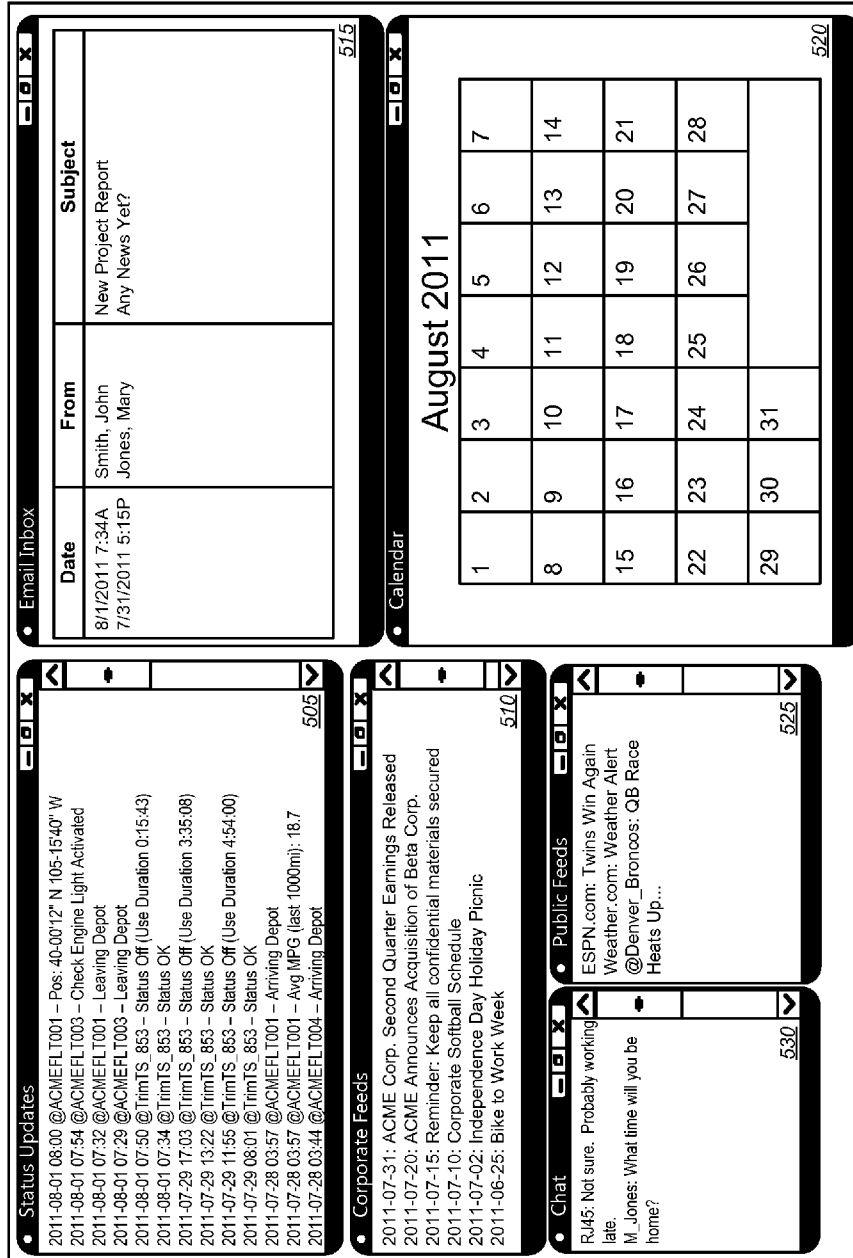 Status Updates
2011-08-01 08:00 @ACMEFLT001 – Pos: 40-00'12" N 105-15'40" W
2011-08-01 07:54 @ACMEFLT003 – Check Engine Light Activated
2011-08-01 07:32 @ACMEFLT001 – Leaving Depot
2011-08-01 07:29 @ACMEFLT003 – Leaving Depot
2011-08-01 07:50 @TrimTS_853 – Status Off (Use Duration 0:15:43)
2011-08-01 07:34 @TrimTS_853 – Status OK
2011-07-29 17:03 @TrimTS_853 – Status Off (Use Duration 3:35:08)
2011-07-29 13:22 @TrimTS_853 – Status OK
2011-07-29 11:55 @TrimTS_853 – Status Off (Use Duration 4:54:00)
2011-07-29 08:01 @TrimTS_853 – Status OK
2011-07-28 03:57 @ACMEFLT001 – Arriving Depot
2011-07-28 03:57 @ACMEFLT001 – Avg MPG (last 1000mi): 18.7
2011-07-28 03:44 @ACMEFLT004 – Arriving Depot
505
Email Inbox
Date From Subject
8/1/2011 7:34A Smith, John New Project Report
7/31/2011 5:15P Jones, Mary Any News Yet?
515
Corporate Feeds
2011-07-31: ACME Corp. Second Quarter Earnings Released
2011-07-20: ACME Announces Acquisition of Beta Corp.
2011-07-15: Reminder: Keep all confidential materials secured
2011-07-10: Corporate Softball Schedule
2011-07-02: Independence Day Holiday Picnic
2011-06-25: Bike to Work Week
510
Calendar
August 2011
1 2 3 4 5 6 7
8 9 10 11 12 13 14
15 16 17 18 19 20 21
22 23 24 25 26 27 28
29 30 31
520
Chat
RJ45: Not sure. Probably working
late.
M_Jones: What time will you be
home?
530
Public Feeds
ESPN.com: Twins Win Again
Weather.com: Weather Alert
@Denver_Broncos: QB Race
Heats Up...
525